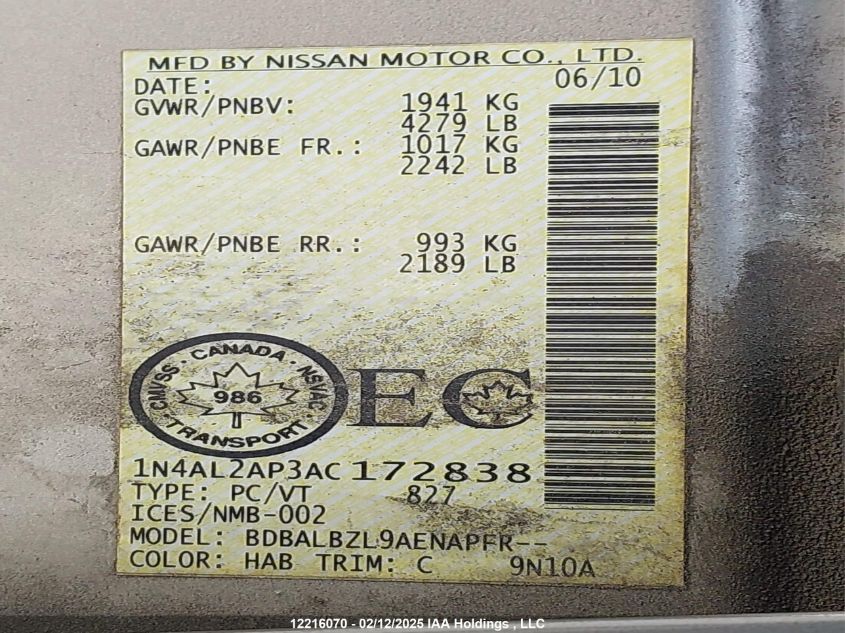 MFD BY NISSAN MOTOR CO., LTD.
DATE: 06/10
GVWR/PNBV: 1941 KG
4279 LB
GAWR/PNBE FR.: 1017 KG
2242 LB
GAWR/PNBE RR.: 993 KG
2189 LB
CMVSS · CANADA · NSVAC
986
TRANSPORT
EC
1N4AL2AP3AC172838
TYPE: PC/VT 827
ICES/NMB-002
MODEL: BDBALBZL9AENAPFR--
COLOR: HAB TRIM: C 9N10A
12216070 - 02/12/2025 IAA Holdings , LLC